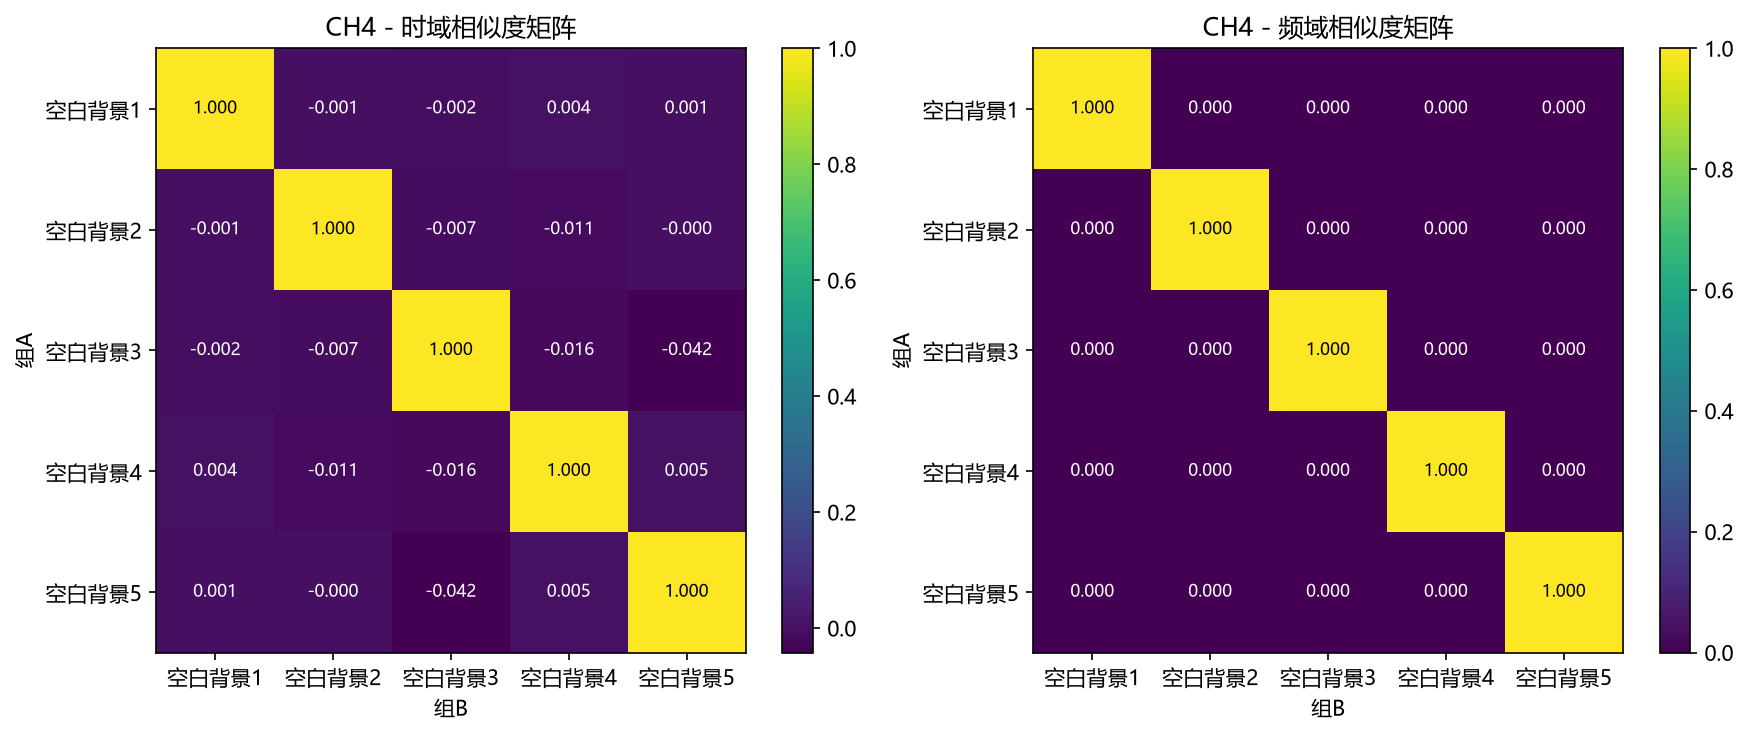 CH4 - 时域相似度矩阵
空白背景1 1.000 -0.001 -0.002 0.004 0.001
空白背景2 -0.001 1.000 -0.007 -0.011 -0.000
空白背景3 -0.002 -0.007 1.000 -0.016 -0.042
空白背景4 0.004 -0.011 -0.016 1.000 0.005
空白背景5 0.001 -0.000 -0.042 0.005 1.000
空白背景1 空白背景2 空白背景3 空白背景4 空白背景5
组B
组A
1.0
0.8
0.6
0.4
0.2
0.0
CH4 - 频域相似度矩阵
空白背景1 1.000 0.000 0.000 0.000 0.000
空白背景2 0.000 1.000 0.000 0.000 0.000
空白背景3 0.000 0.000 1.000 0.000 0.000
空白背景4 0.000 0.000 0.000 1.000 0.000
空白背景5 0.000 0.000 0.000 0.000 1.000
空白背景1 空白背景2 空白背景3 空白背景4 空白背景5
组B
组A
1.0
0.8
0.6
0.4
0.2
0.0